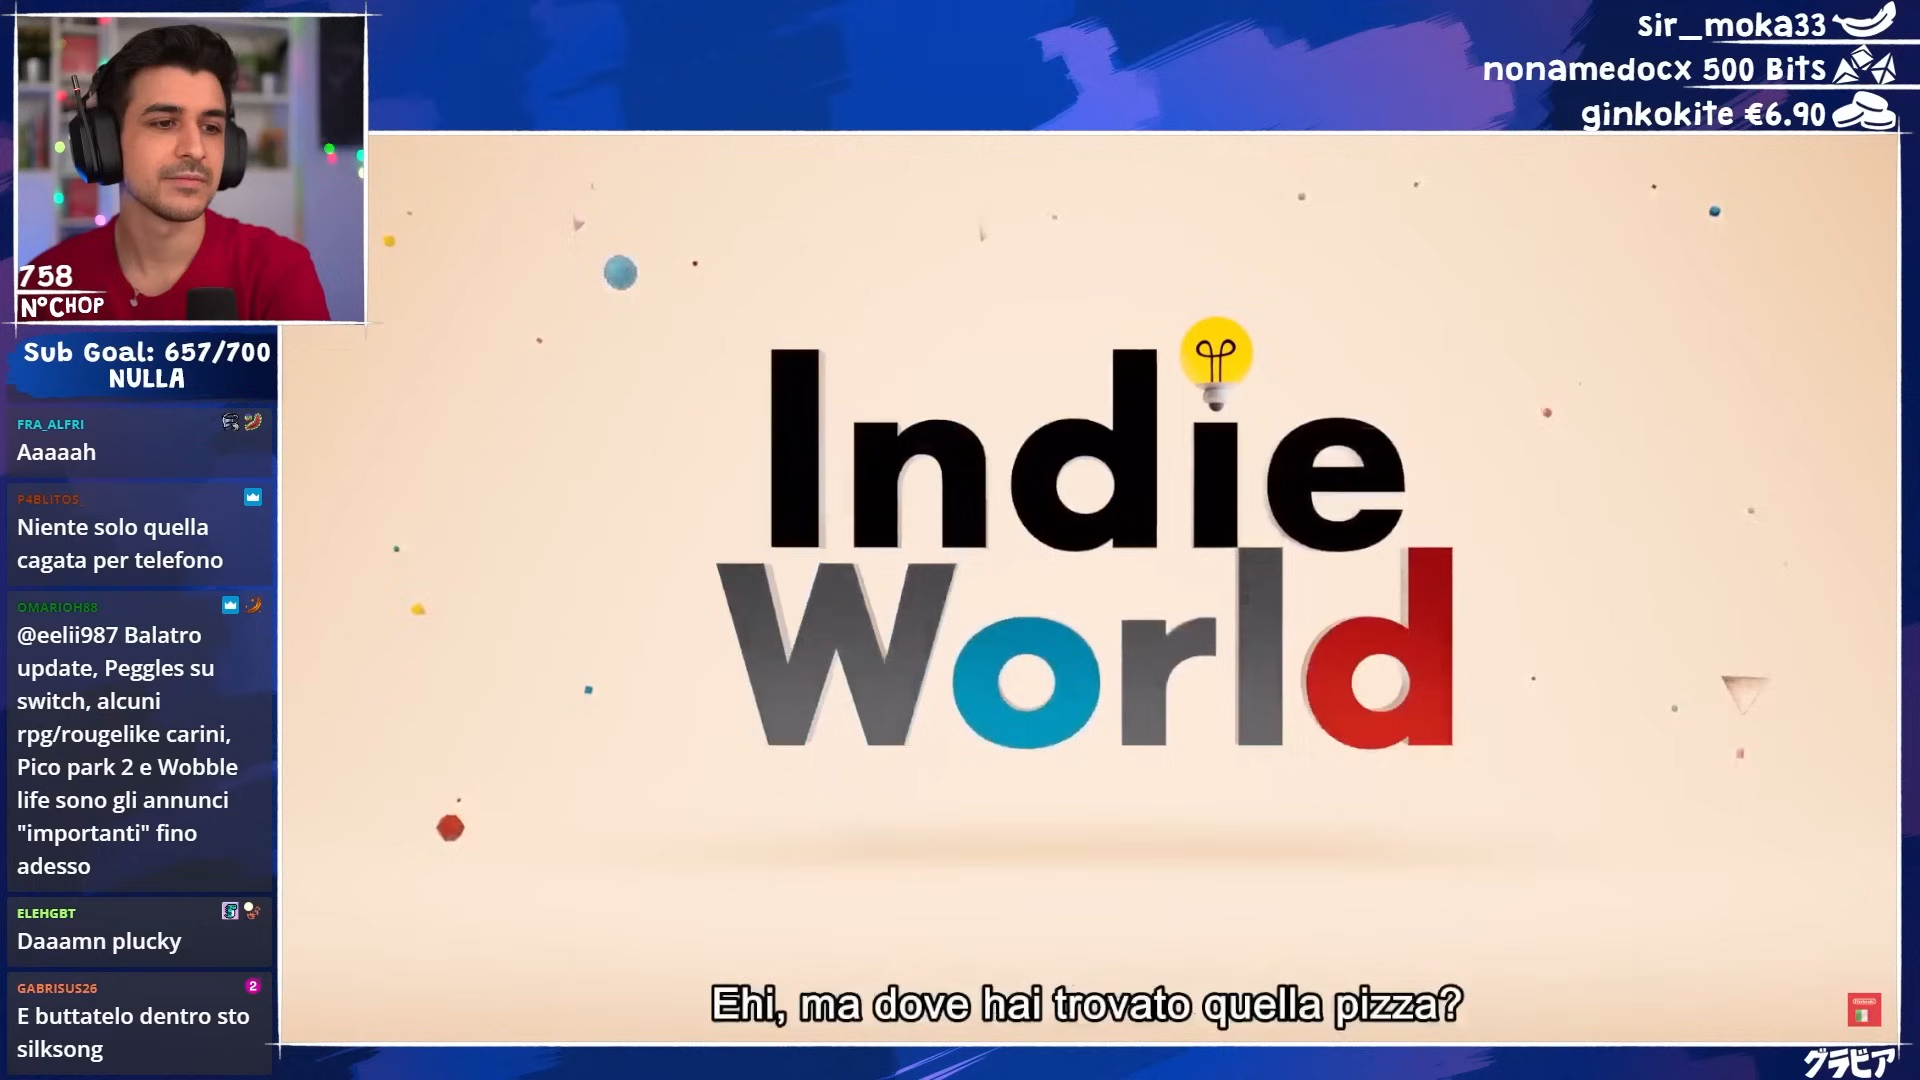 sir_moka33
nonamedocx 500 Bits
ginkokite €6.90
758
N°CHOP
Sub Goal: 657/700
NULLA
FRA_ALFRI
Aaaaah
P4BLITOS_
Niente solo quella
cagata per telefono
OMARIOH88
@eelii987 Balatro
update, Peggles su
switch, alcuni
rpg/rougelike carini,
Pico park 2 e Wobble
life sono gli annunci
"importanti" fino
adesso
ELEHGBT
Daaamn plucky
GABRISUS26
2
E buttatelo dentro sto
silksong
Indie
World
Ehi, ma dove hai trovato quella pizza?
Nintendo
グラビア